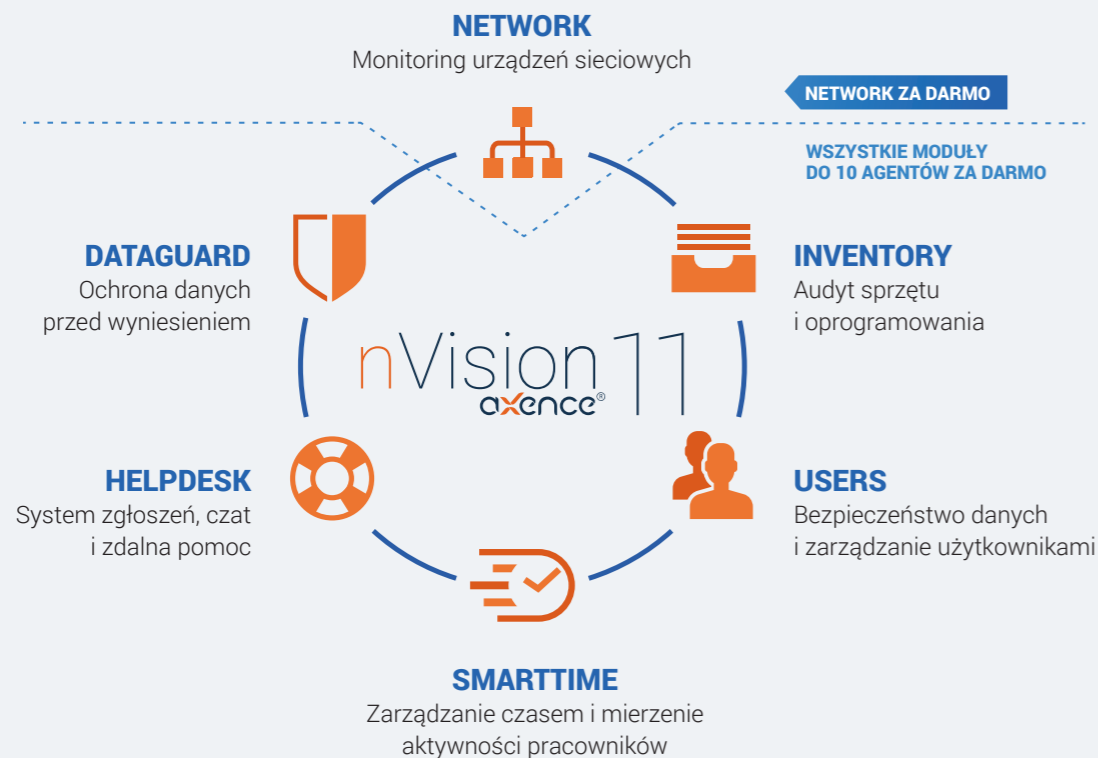 NETWORK
Monitoring urządzeń sieciowych
NETWORK ZA DARMO
WSZYSTKIE MODUŁY
DO 10 AGENTÓW ZA DARMO
DATAGUARD
Ochrona danych
przed wyniesieniem
INVENTORY
Audyt sprzętu
i oprogramowania
nVision 11
axence®
HELPDESK
System zgłoszeń, czat
i zdalna pomoc
USERS
Bezpieczeństwo danych
i zarządzanie użytkownikami
SMARTTIME
Zarządzanie czasem i mierzenie
aktywności pracowników